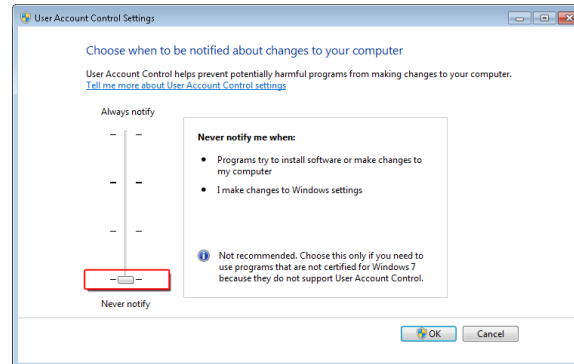 User Account Control Settings
Choose when to be notified about changes to your computer
User Account Control helps prevent potentially harmful programs from making changes to your computer.
Tell me more about User Account Control settings
Always notify
Never notify me when:
Programs try to install software or make changes to
my computer
I make changes to Windows settings
Not recommended. Choose this only if you need to
use programs that are not certified for Windows 7
because they do not support User Account Control.
Never notify
OK
Cancel